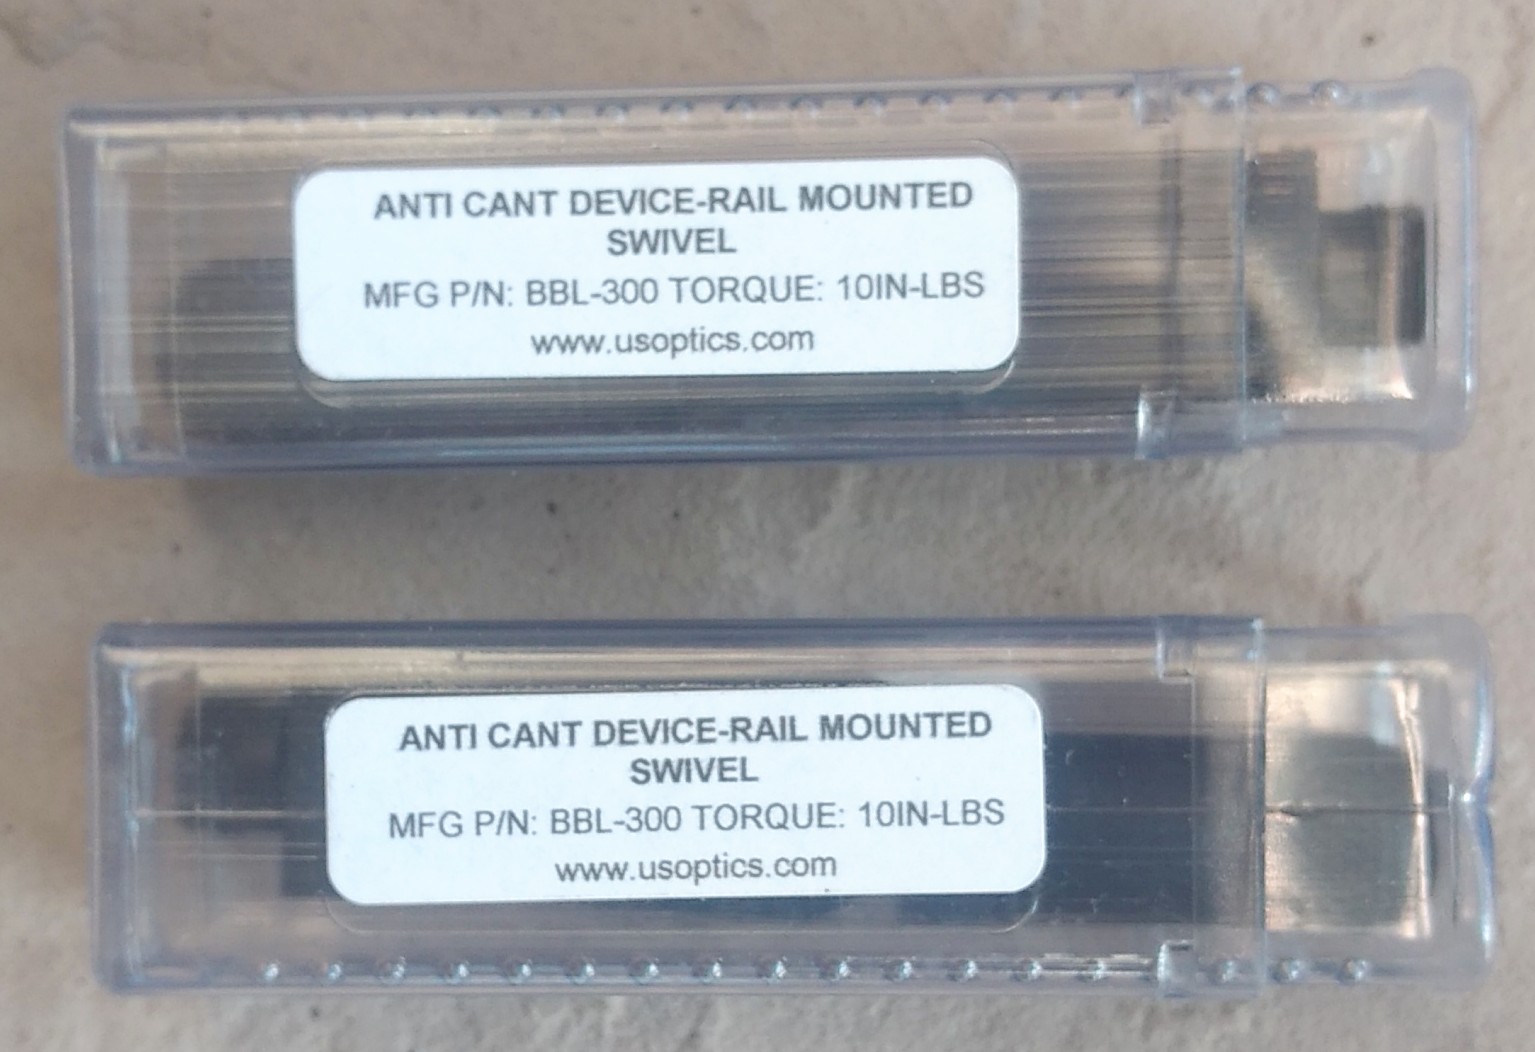 ANTI CANT DEVICE-RAIL MOUNTED
SWIVEL
MFG P/N: BBL-300 TORQUE: 10IN-LBS
www.usoptics.com
ANTI CANT DEVICE-RAIL MOUNTED
SWIVEL
MFG P/N: BBL-300 TORQUE: 10IN-LBS
www.usoptics.com